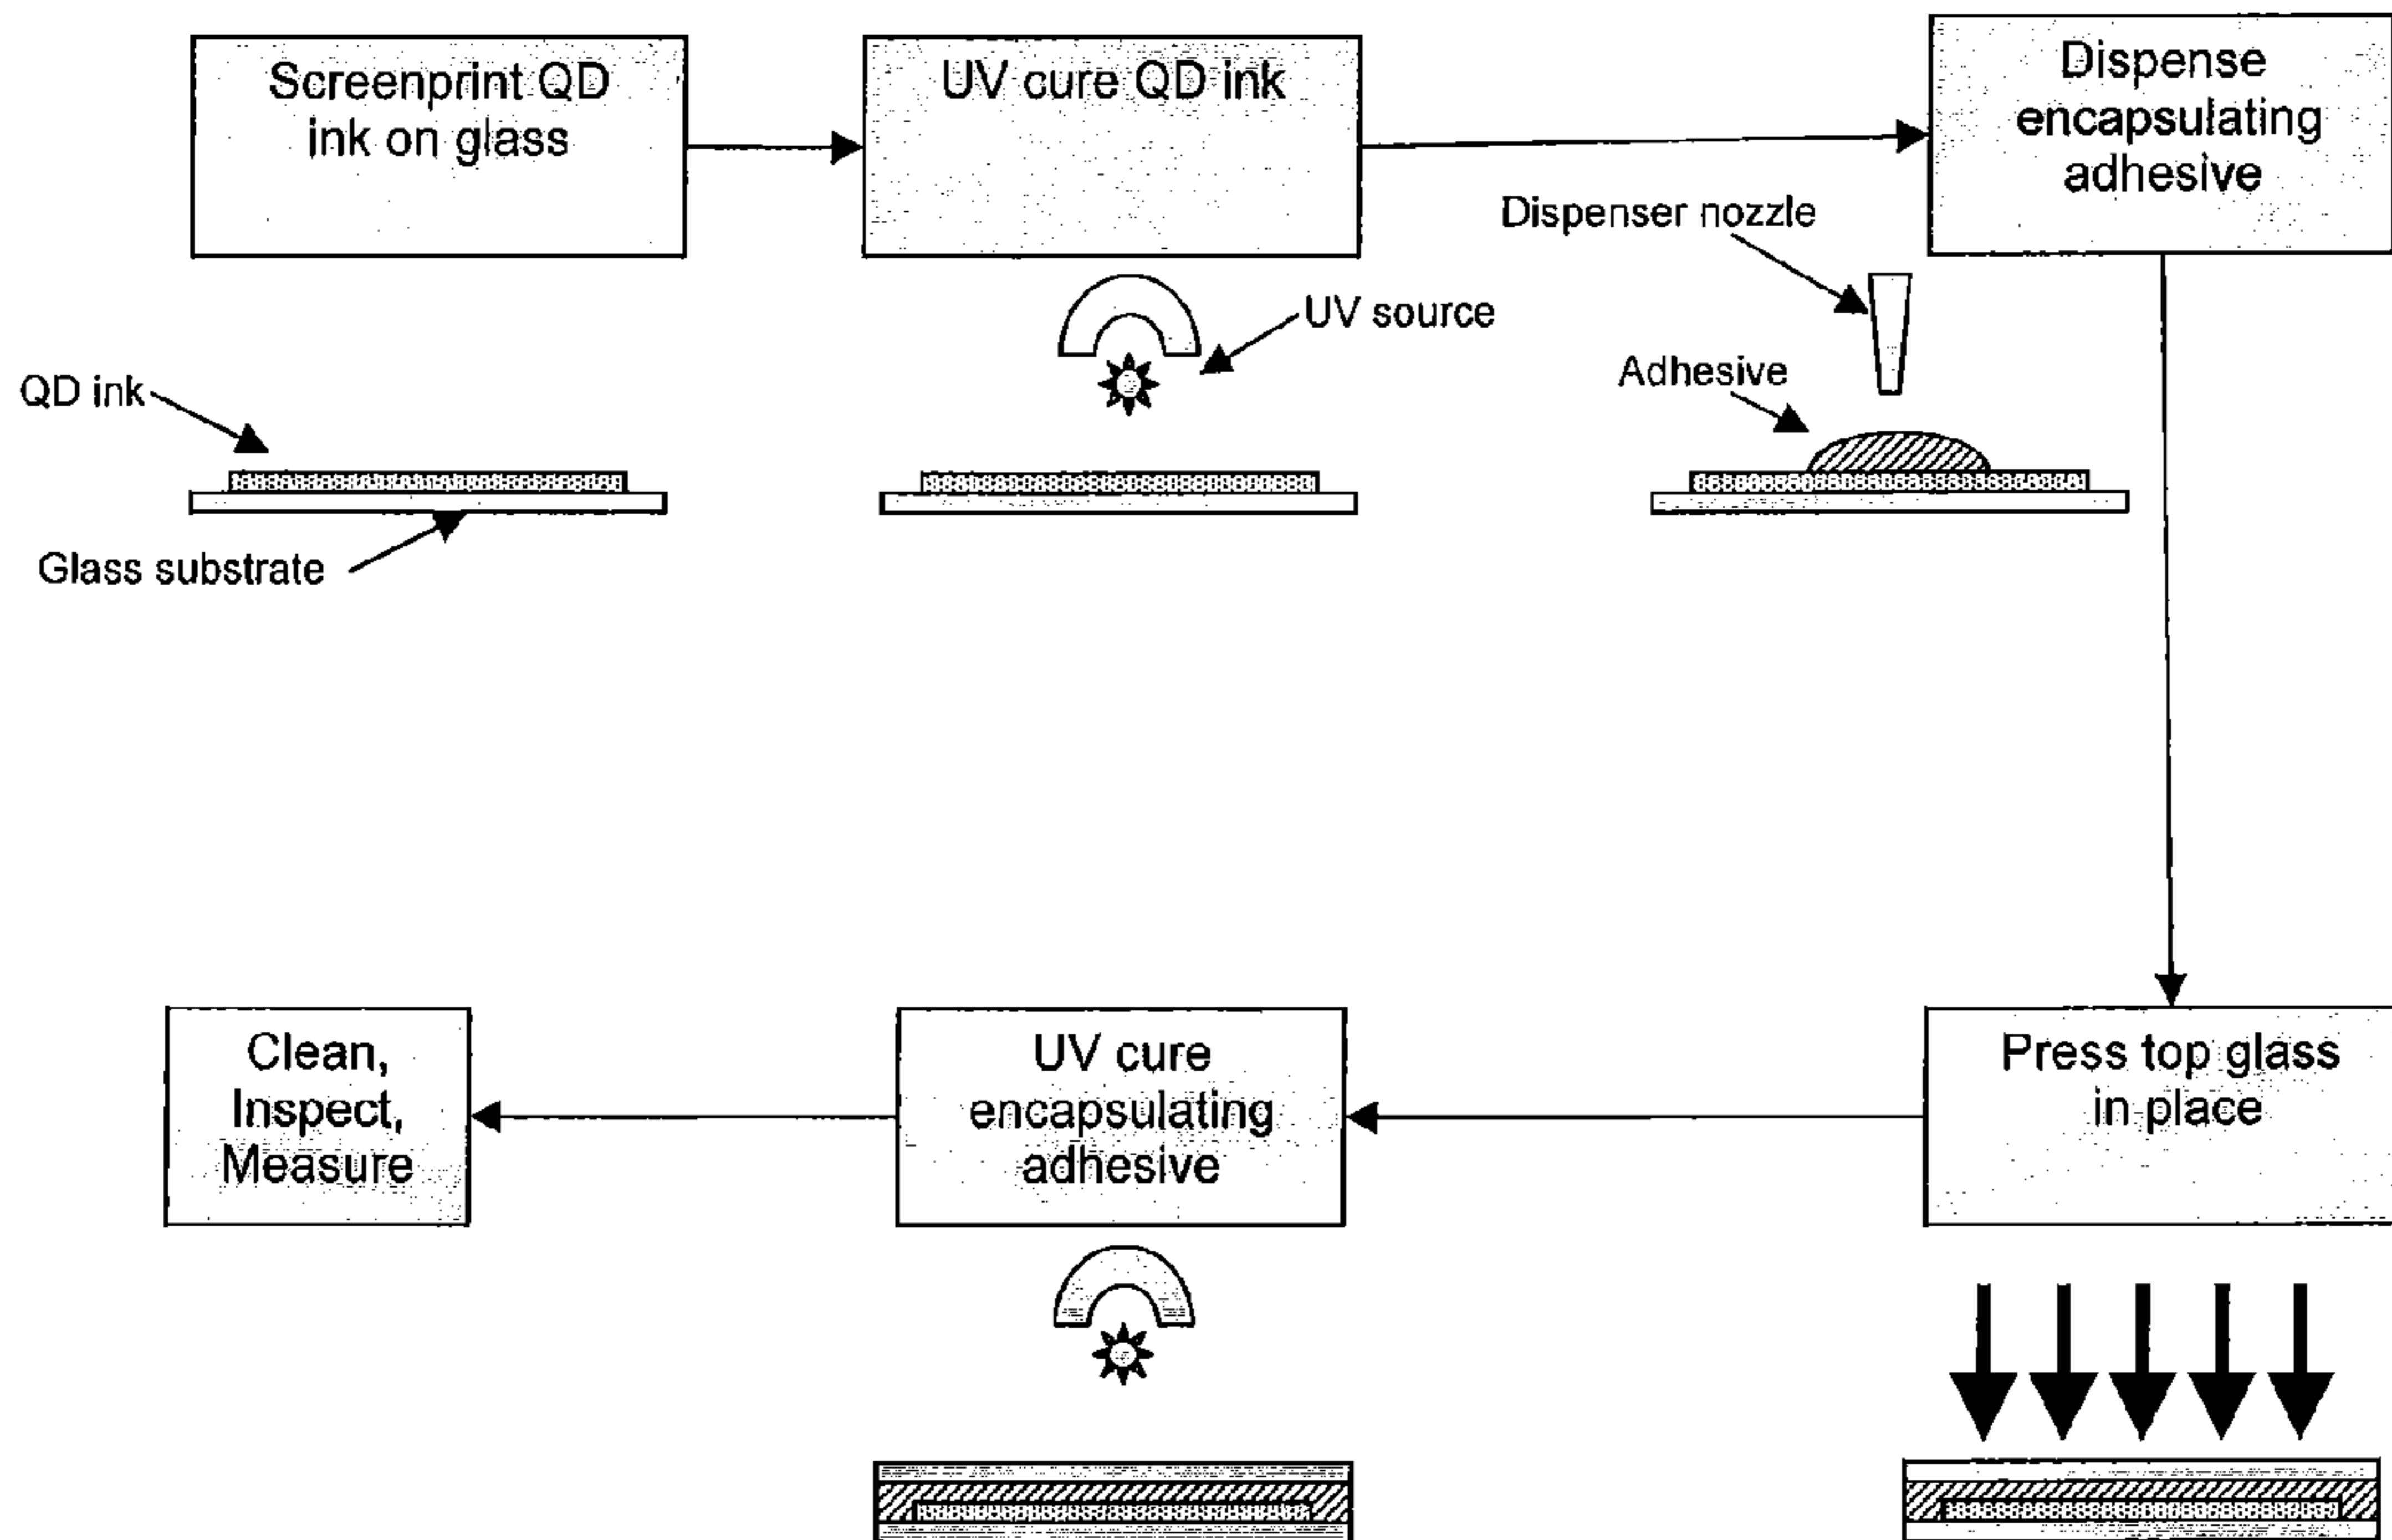 Screenprint QD
ink on glass
UV cure QD ink
Dispense
encapsulating
adhesive
Dispenser nozzle
UV source
Adhesive
QD ink
Glass substrate
Clean,
Inspect,
Measure
UV cure
encapsulating
adhesive
Press top glass
in place